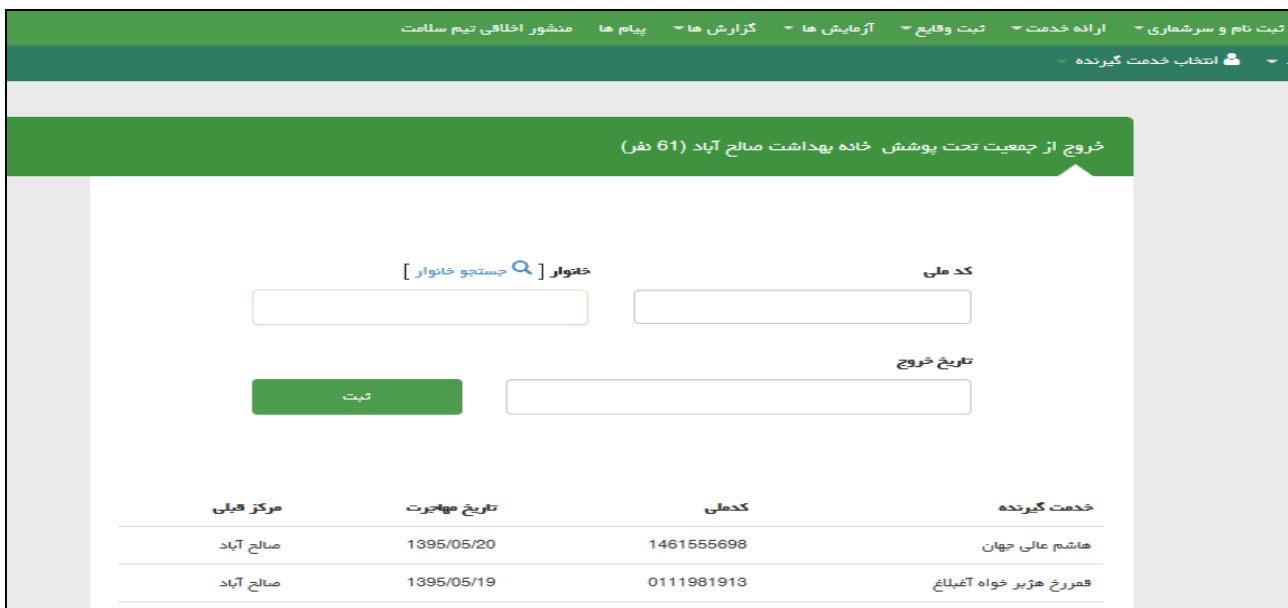 ثبت نام و سرشماری ارائه خدمت ثبت وقایع آزمایش ها گزارش ها پیام ها منشور اخلاقی تیم سلامت
انتخاب خدمت گیرنده
خروج از جمعیت تحت پوشش خانه بهداشت صالح آباد (61 نفر)
کد ملی خانوار [ جستجو خانوار ]
تاریخ خروج
ثبت
خدمت گیرنده کدملی تاریخ مهاجرت مرکز قبلی
هاشم عالی جهان 1461555698 1395/05/20 صالح آباد
قمررخ هژبر خواه آغبلاغ 0111981913 1395/05/19 صالح آباد